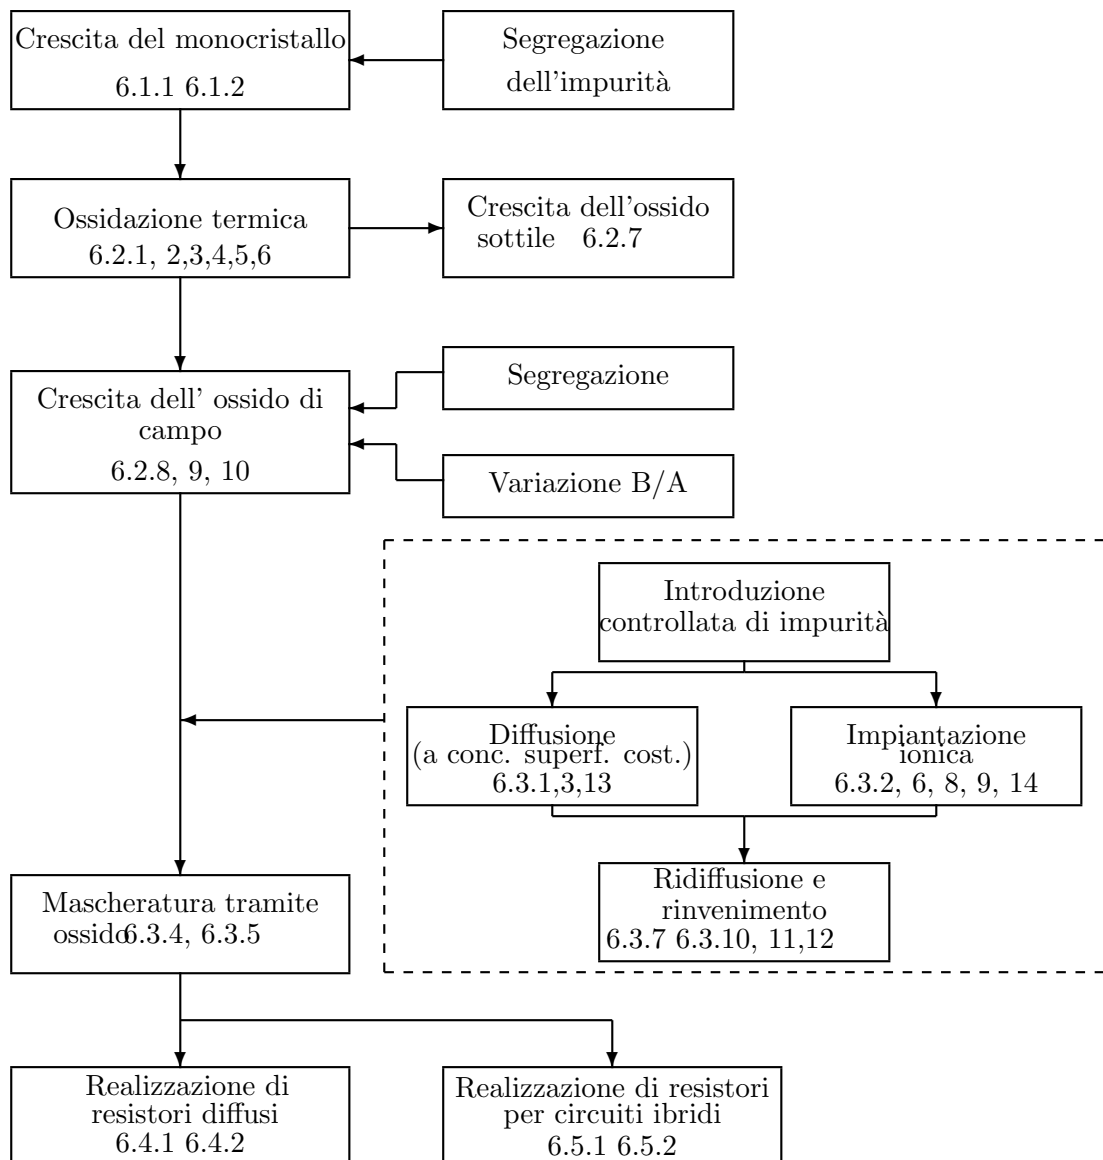 Crescita del monocristallo
6.1.1 6.1.2
Segregazione
dell'impurità
Ossidazione termica
6.2.1, 2,3,4,5,6
Crescita dell'ossido
sottile 6.2.7
Crescita dell' ossido di
campo
6.2.8, 9, 10
Segregazione
Variazione B/A
Introduzione
controllata di impurità
Diffusione
(a conc. superf. cost.)
6.3.1,3,13
Impiantazione
ionica
6.3.2, 6, 8, 9, 14
Ridiffusione e
rinvenimento
6.3.7 6.3.10, 11,12
Mascheratura tramite
ossido6.3.4, 6.3.5
Realizzazione di
resistori diffusi
6.4.1 6.4.2
Realizzazione di resistori
per circuiti ibridi
6.5.1 6.5.2